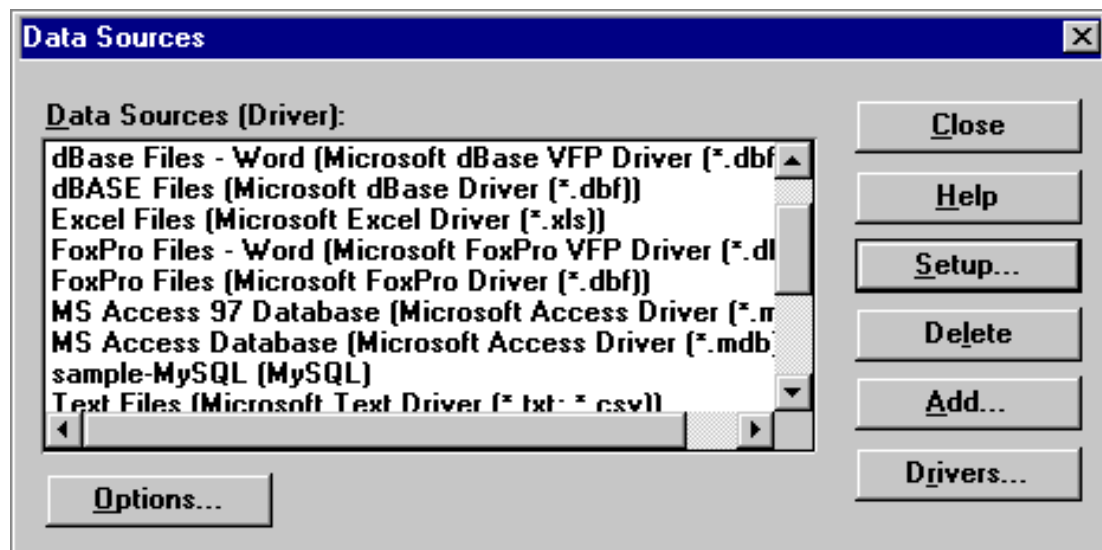 Data Sources
Data Sources (Driver):
dBase Files - Word (Microsoft dBase VFP Driver (*.dbf
dBASE Files (Microsoft dBase Driver (*.dbf))
Excel Files (Microsoft Excel Driver (*.xls))
FoxPro Files - Word (Microsoft FoxPro VFP Driver (*.d
FoxPro Files (Microsoft FoxPro Driver (*.dbf))
MS Access 97 Database (Microsoft Access Driver (*.m
MS Access Database (Microsoft Access Driver (*.mdb)
sample-MySQL (MySQL)
Text Files (Microsoft Text Driver (*.txt; *.csv))
Close
Help
Setup...
Delete
Add...
Drivers...
Options...